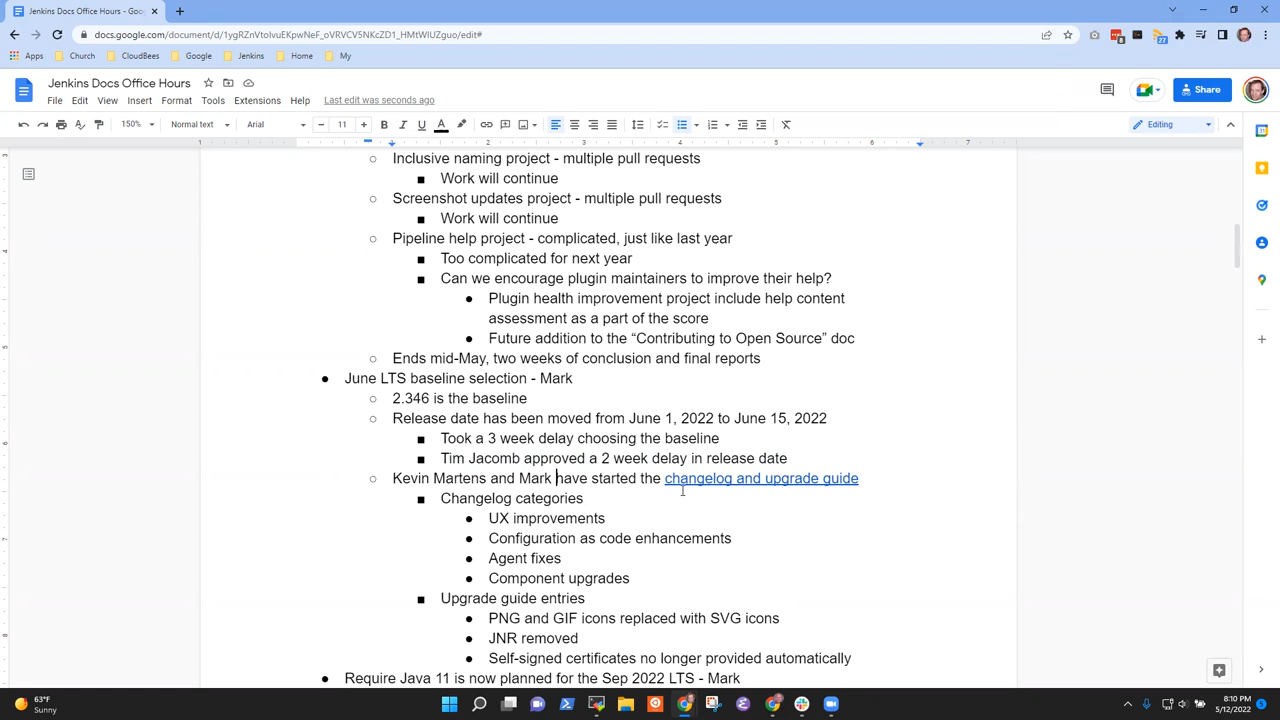 Jenkins Docs Office Hours - Goo
docs.google.com/document/d/1ygRZnVtoIvuEKpwNeF_oVRVCV5NKcZD1_HMtWIUZguo/edit#
Apps Church CloudBees Google Jenkins Home My
Jenkins Docs Office Hours
File Edit View Insert Format Tools Extensions Help Last edit was seconds ago
Share
150% Normal text Arial 11 Editing
1 2 3 4 5 6 7
Inclusive naming project - multiple pull requests
Work will continue
Screenshot updates project - multiple pull requests
Work will continue
Pipeline help project - complicated, just like last year
Too complicated for next year
Can we encourage plugin maintainers to improve their help?
Plugin health improvement project include help content
assessment as a part of the score
Future addition to the “Contributing to Open Source” doc
Ends mid-May, two weeks of conclusion and final reports
June LTS baseline selection - Mark
2.346 is the baseline
Release date has been moved from June 1, 2022 to June 15, 2022
Took a 3 week delay choosing the baseline
Tim Jacomb approved a 2 week delay in release date
Kevin Martens and Mark have started the changelog and upgrade guide
Changelog categories
UX improvements
Configuration as code enhancements
Agent fixes
Component upgrades
Upgrade guide entries
PNG and GIF icons replaced with SVG icons
JNR removed
Self-signed certificates no longer provided automatically
Require Java 11 is now planned for the Sep 2022 LTS - Mark
63°F
Sunny
8:10 PM
5/12/2022